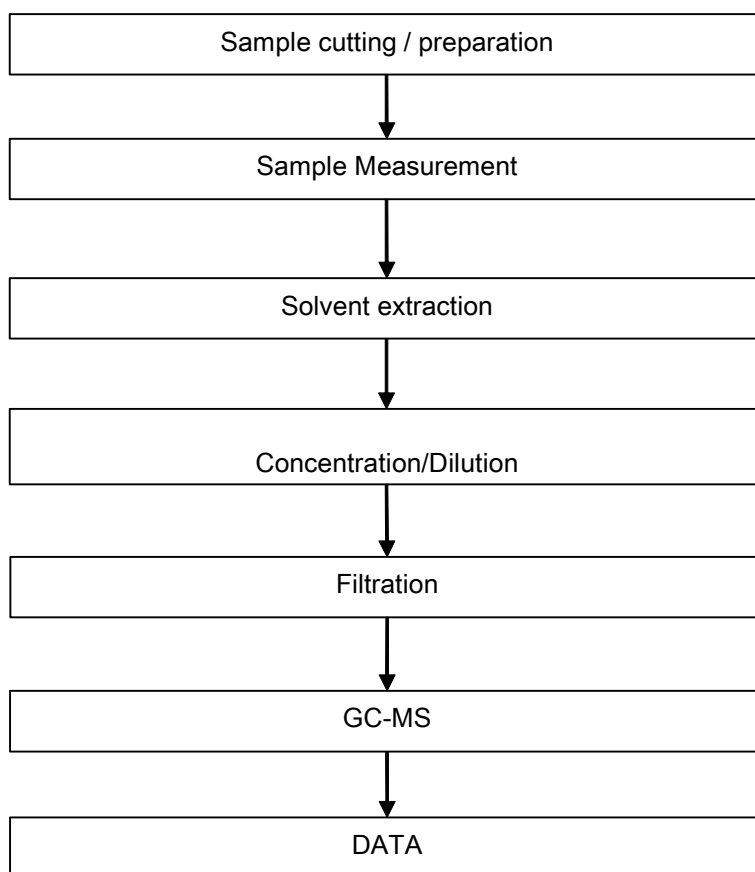 Sample cutting / preparation
Sample Measurement
Solvent extraction
Concentration/Dilution
Filtration
GC-MS
DATA